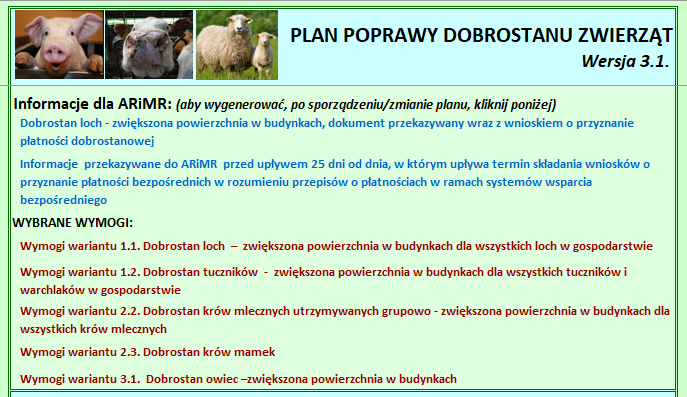 PLAN POPRAWY DOBROSTANU ZWIERZĄT
Wersja 3.1.
Informacje dla ARiMR: (aby wygenerować, po sporządzeniu/zmianie planu, kliknij poniżej)
Dobrostan loch - zwiększona powierzchnia w budynkach, dokument przekazywany wraz z wnioskiem o przyznanie
płatności dobrostanowej
Informacje przekazywane do ARiMR przed upływem 25 dni od dnia, w którym upływa termin składania wniosków o
przyznanie płatności bezpośrednich w rozumieniu przepisów o płatnościach w ramach systemów wsparcia
bezpośredniego
WYBRANE WYMOGI:
Wymogi wariantu 1.1. Dobrostan loch – zwiększona powierzchnia w budynkach dla wszystkich loch w gospodarstwie
Wymogi wariantu 1.2. Dobrostan tuczników - zwiększona powierzchnia w budynkach dla wszystkich tuczników i
warchlaków w gospodarstwie
Wymogi wariantu 2.2. Dobrostan krów mlecznych utrzymywanych grupowo - zwiększona powierzchnia w budynkach dla
wszystkich krów mlecznych
Wymogi wariantu 2.3. Dobrostan krów mamek
Wymogi wariantu 3.1. Dobrostan owiec –zwiększona powierzchnia w budynkach